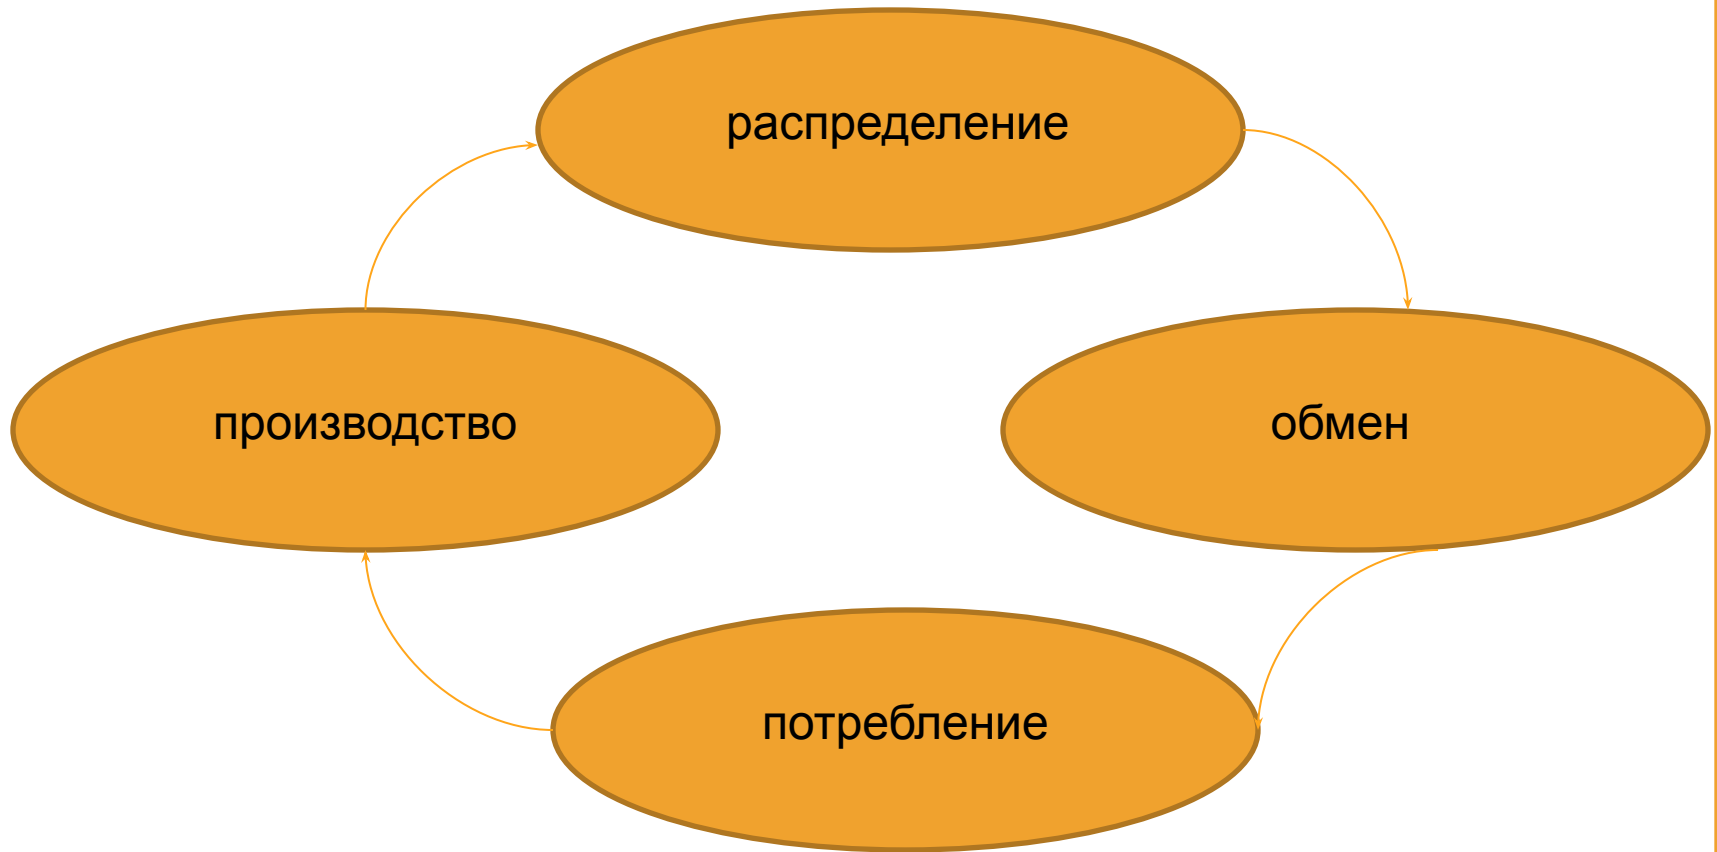 распределение
производство
обмен
потребление